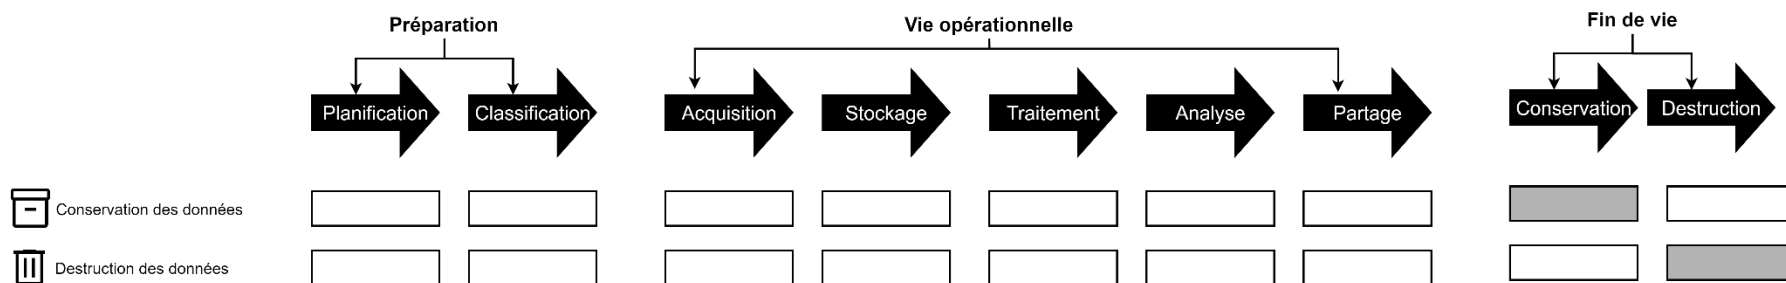 Préparation
Vie opérationnelle
Fin de vie
Planification
Classification
Acquisition
Stockage
Traitement
Analyse
Partage
Conservation
Destruction
Conservation des données
Destruction des données